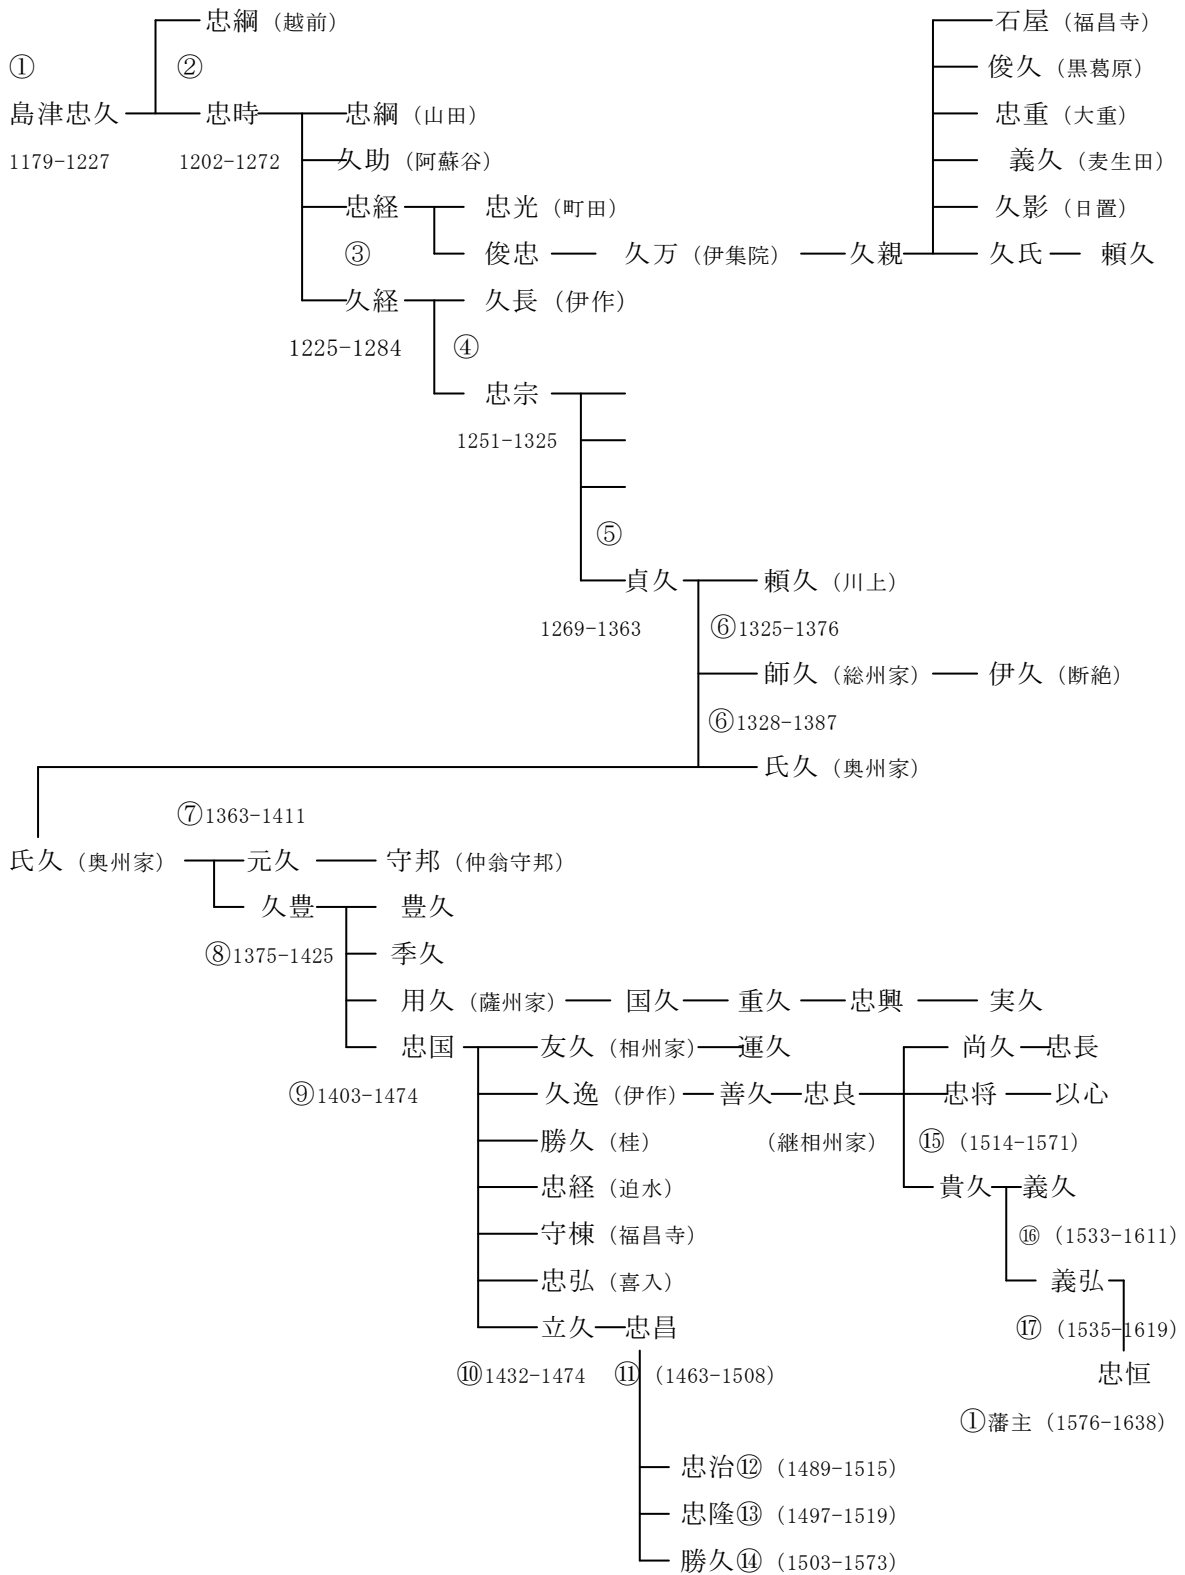 忠綱（越前） 石屋（福昌寺）
① ② 俊久（黒葛原）
島津忠久 忠時 忠綱（山田） 忠重（大重）
1179-1227 1202-1272 久助（阿蘇谷） 義久（麦生田）
忠経 忠光（町田） 久影（日置）
③ 俊忠 久万（伊集院） 久親 久氏 頼久
久経 久長（伊作）
1225-1284 ④
忠宗
1251-1325
⑤
貞久 頼久（川上）
1269-1363 ⑥1325-1376
師久（総州家） 伊久（断絶）
⑥1328-1387
氏久（奥州家）
⑦1363-1411
氏久（奥州家） 元久 守邦（仲翁守邦）
久豊 豊久
⑧1375-1425 季久
用久（薩州家） 国久 重久 忠興 実久
忠国 友久（相州家） 運久 尚久 忠長
⑨1403-1474 久逸（伊作） 善久 忠良 忠将 以心
勝久（桂） （継相州家） ⑮（1514-1571）
忠経（迫水） 貴久 義久
守棟（福昌寺） ⑯（1533-1611）
忠弘（喜入） 義弘
立久 忠昌 ⑰（1535-1619）
⑩1432-1474 ⑪（1463-1508） 忠恒
①藩主（1576-1638）
忠治⑫（1489-1515）
忠隆⑬（1497-1519）
勝久⑭（1503-1573）